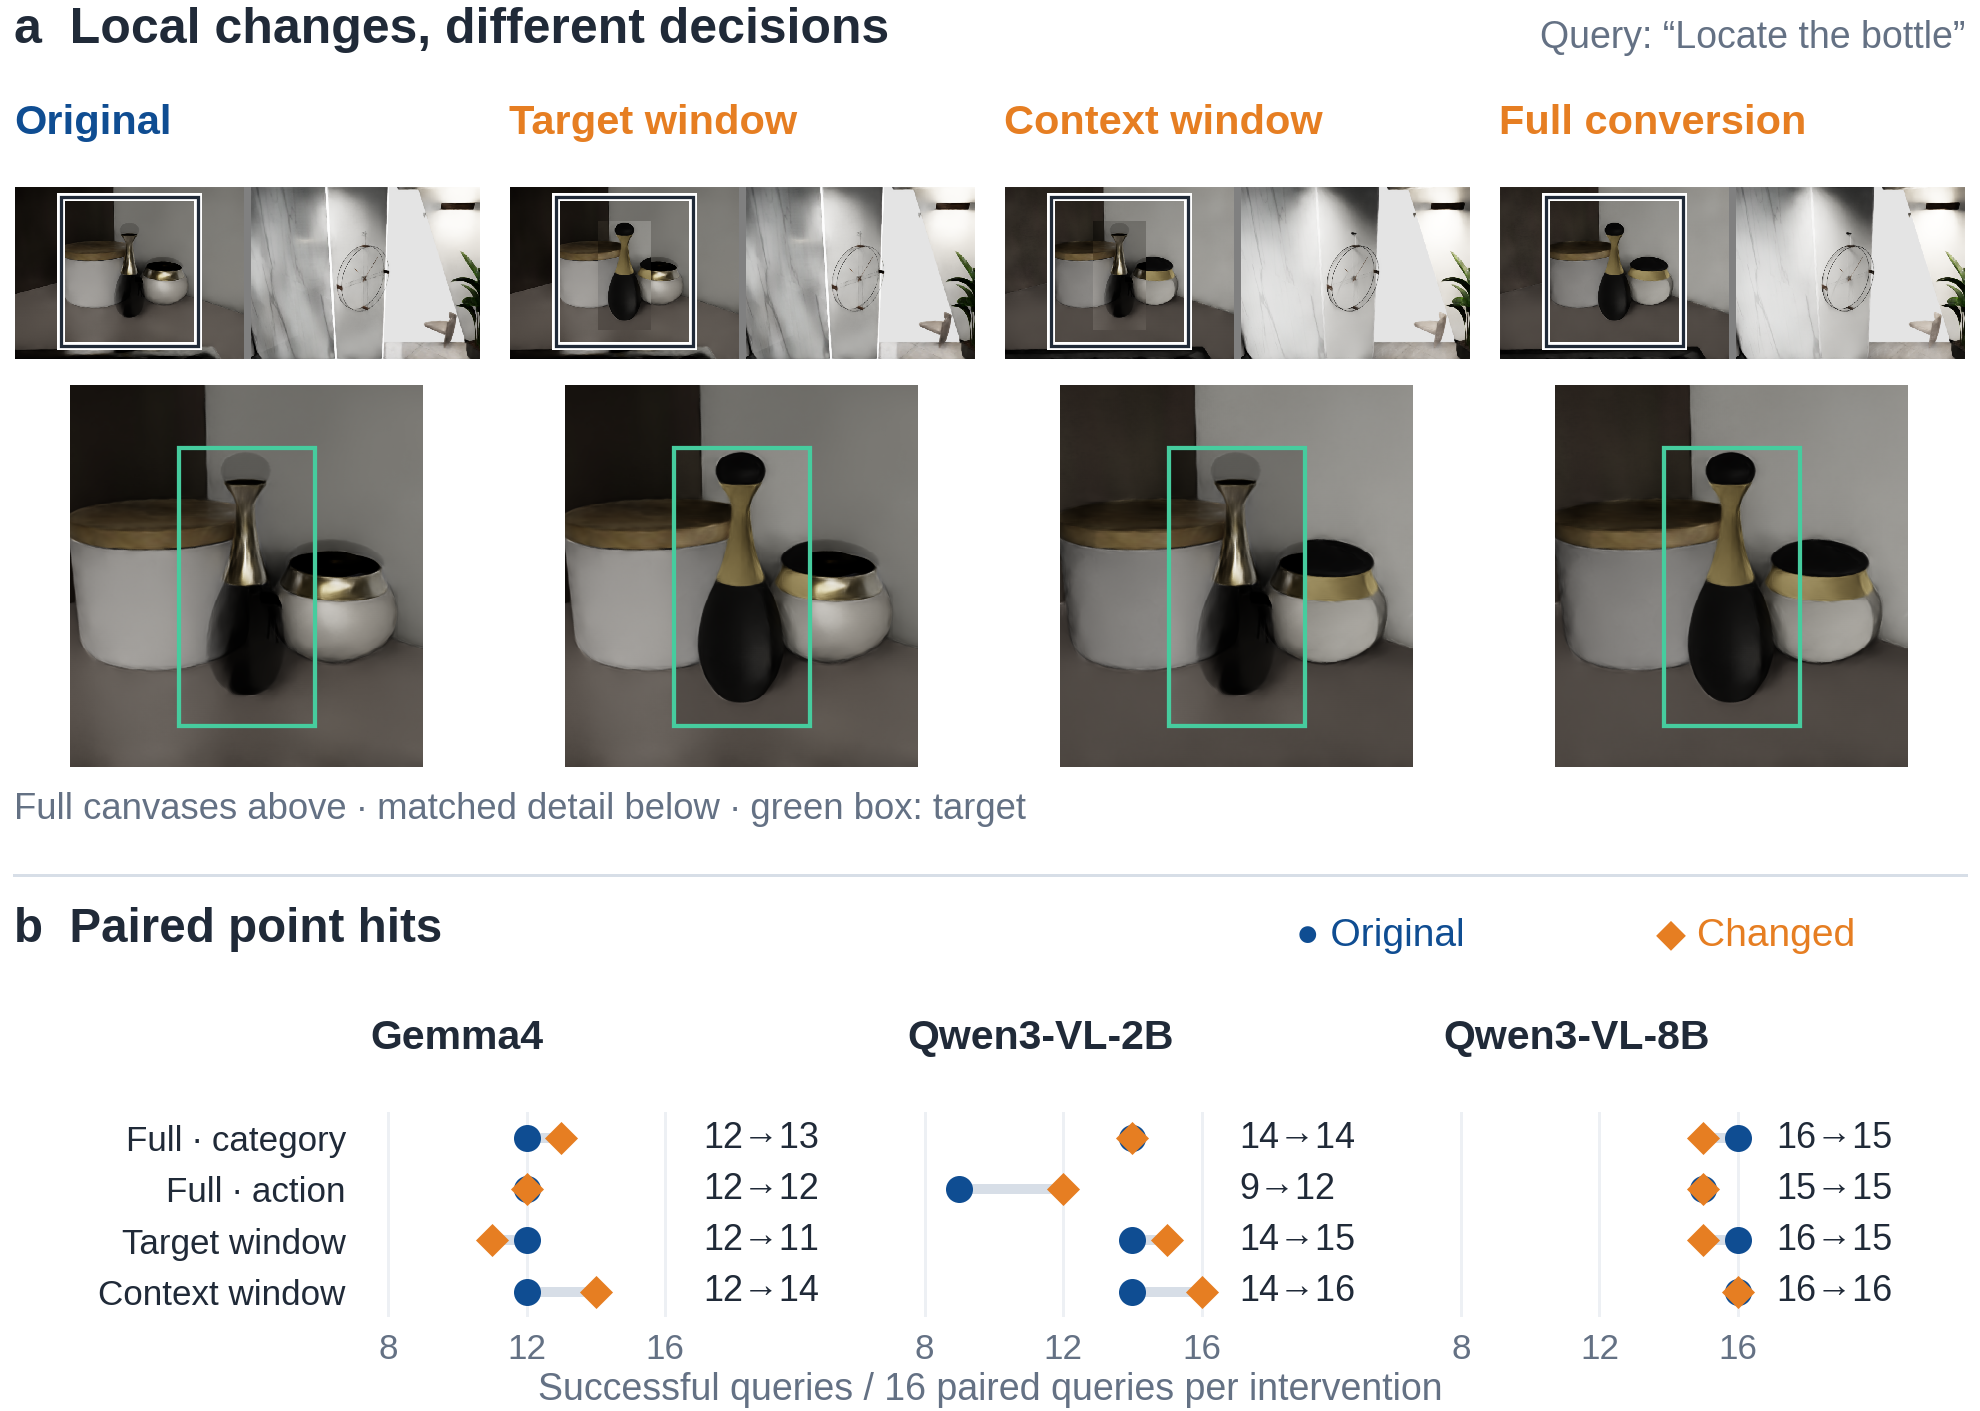 a Local changes, different decisions
Query: “Locate the bottle”
Original
Target window
Context window
Full conversion
Full canvases above · matched detail below · green box: target
b Paired point hits
Original
Changed
Gemma4
Qwen3-VL-2B
Qwen3-VL-8B
Full · category 12→13 14→14 16→15
Full · action 12→12 9→12 15→15
Target window 12→11 14→15 16→15
Context window 12→14 14→16 16→16
8 12 16 8 12 16 8 12 16
Successful queries / 16 paired queries per intervention